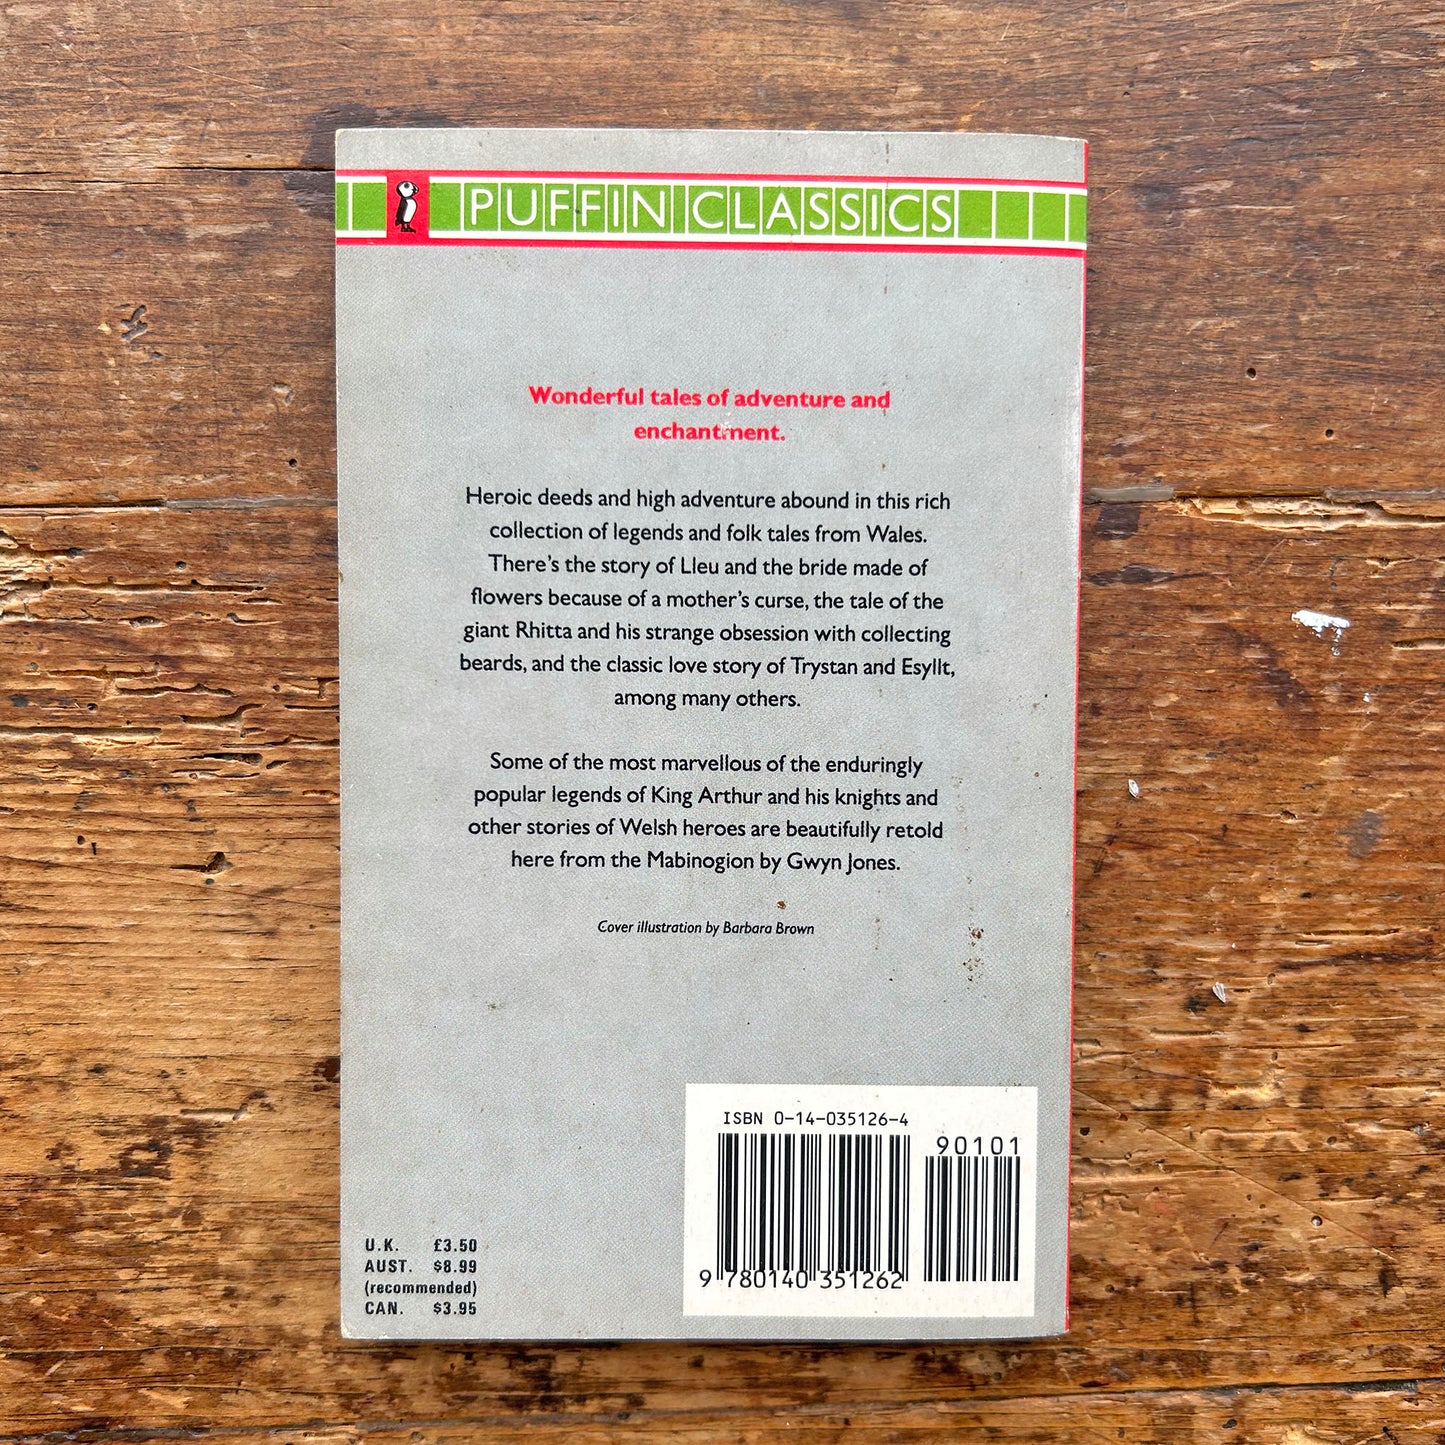 PUFFIN CLASSICS
Wonderful tales of adventure and
enchantment.
Heroic deeds and high adventure abound in this rich
collection of legends and folk tales from Wales.
There's the story of Lleu and the bride made of
flowers because of a mother's curse, the tale of the
giant Rhitta and his strange obsession with collecting
beards, and the classic love story of Trystan and Esyllt,
among many others.
Some of the most marvellous of the enduringly
popular legends of King Arthur and his knights and
other stories of Welsh heroes are beautifully retold
here from the Mabinogion by Gwyn Jones.
Cover illustration by Barbara Brown
ISBN 0-14-035126-4
90101
9 780140 351262
U.K. £3.50
AUST. $8.99
(recommended)
CAN. $3.95